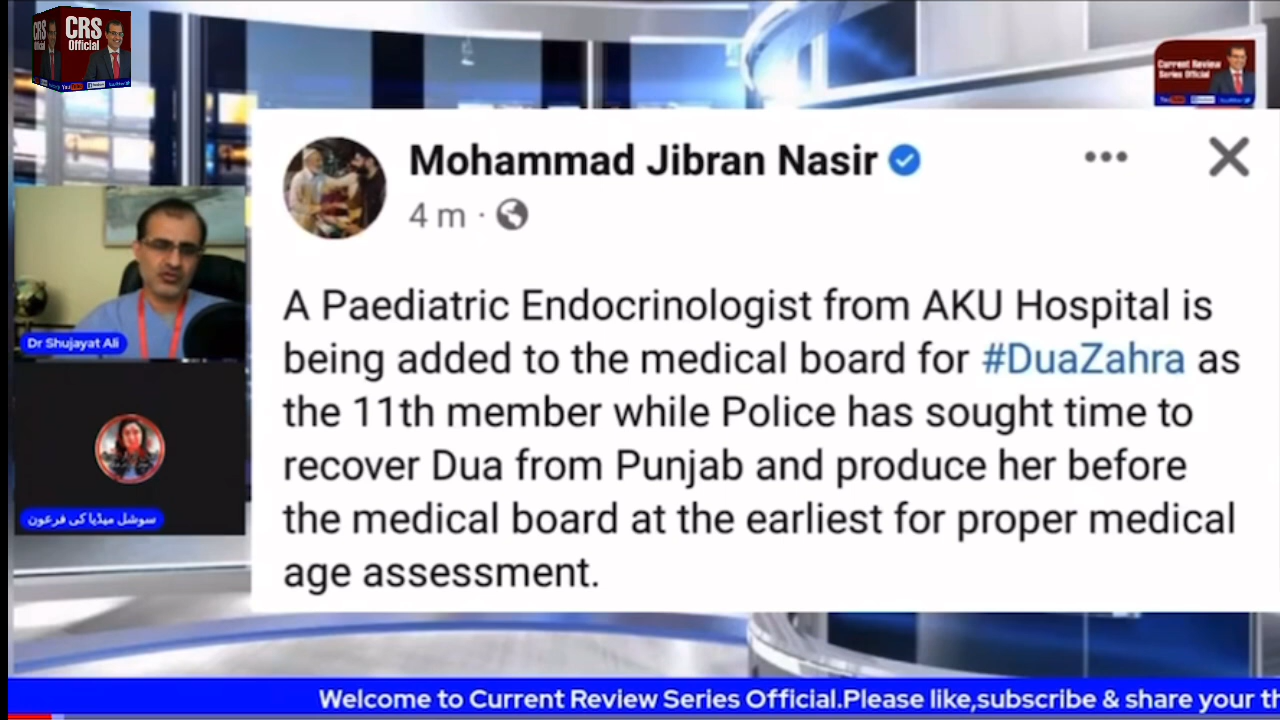 CRS
Official
Current Review
Series Official
Mohammad Jibran Nasir
4 m ·
A Paediatric Endocrinologist from AKU Hospital is
being added to the medical board for #DuaZahra as
the 11th member while Police has sought time to
recover Dua from Punjab and produce her before
the medical board at the earliest for proper medical
age assessment.
Dr Shujayat Ali
سوشل میڈیا کی فرعون
Welcome to Current Review Series Official.Please like,subscribe & share your th